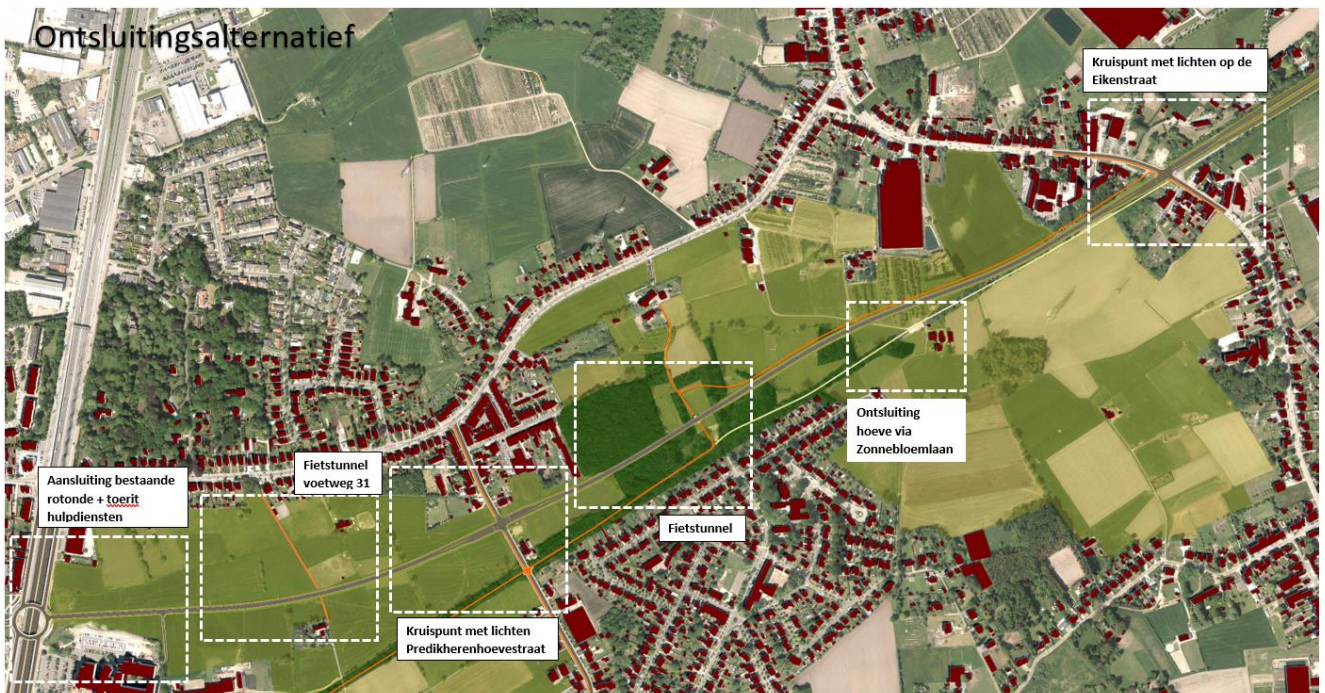 Ontsluitingsalternatief
Kruispunt met lichten op de
Eikenstraat
Ontsluiting
hoeve via
Zonnebloemlaan
Fietstunnel
voetweg 31
Aansluiting bestaande
rotonde + toerit
hulpdiensten
Fietstunnel
Kruispunt met lichten
Predikherenhoevestraat